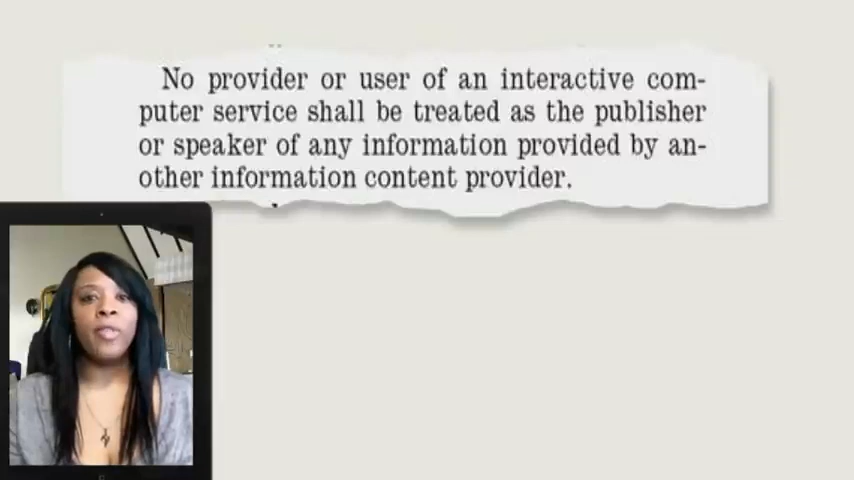 No provider or user of an interactive com-
puter service shall be treated as the publisher
or speaker of any information provided by an-
other information content provider.